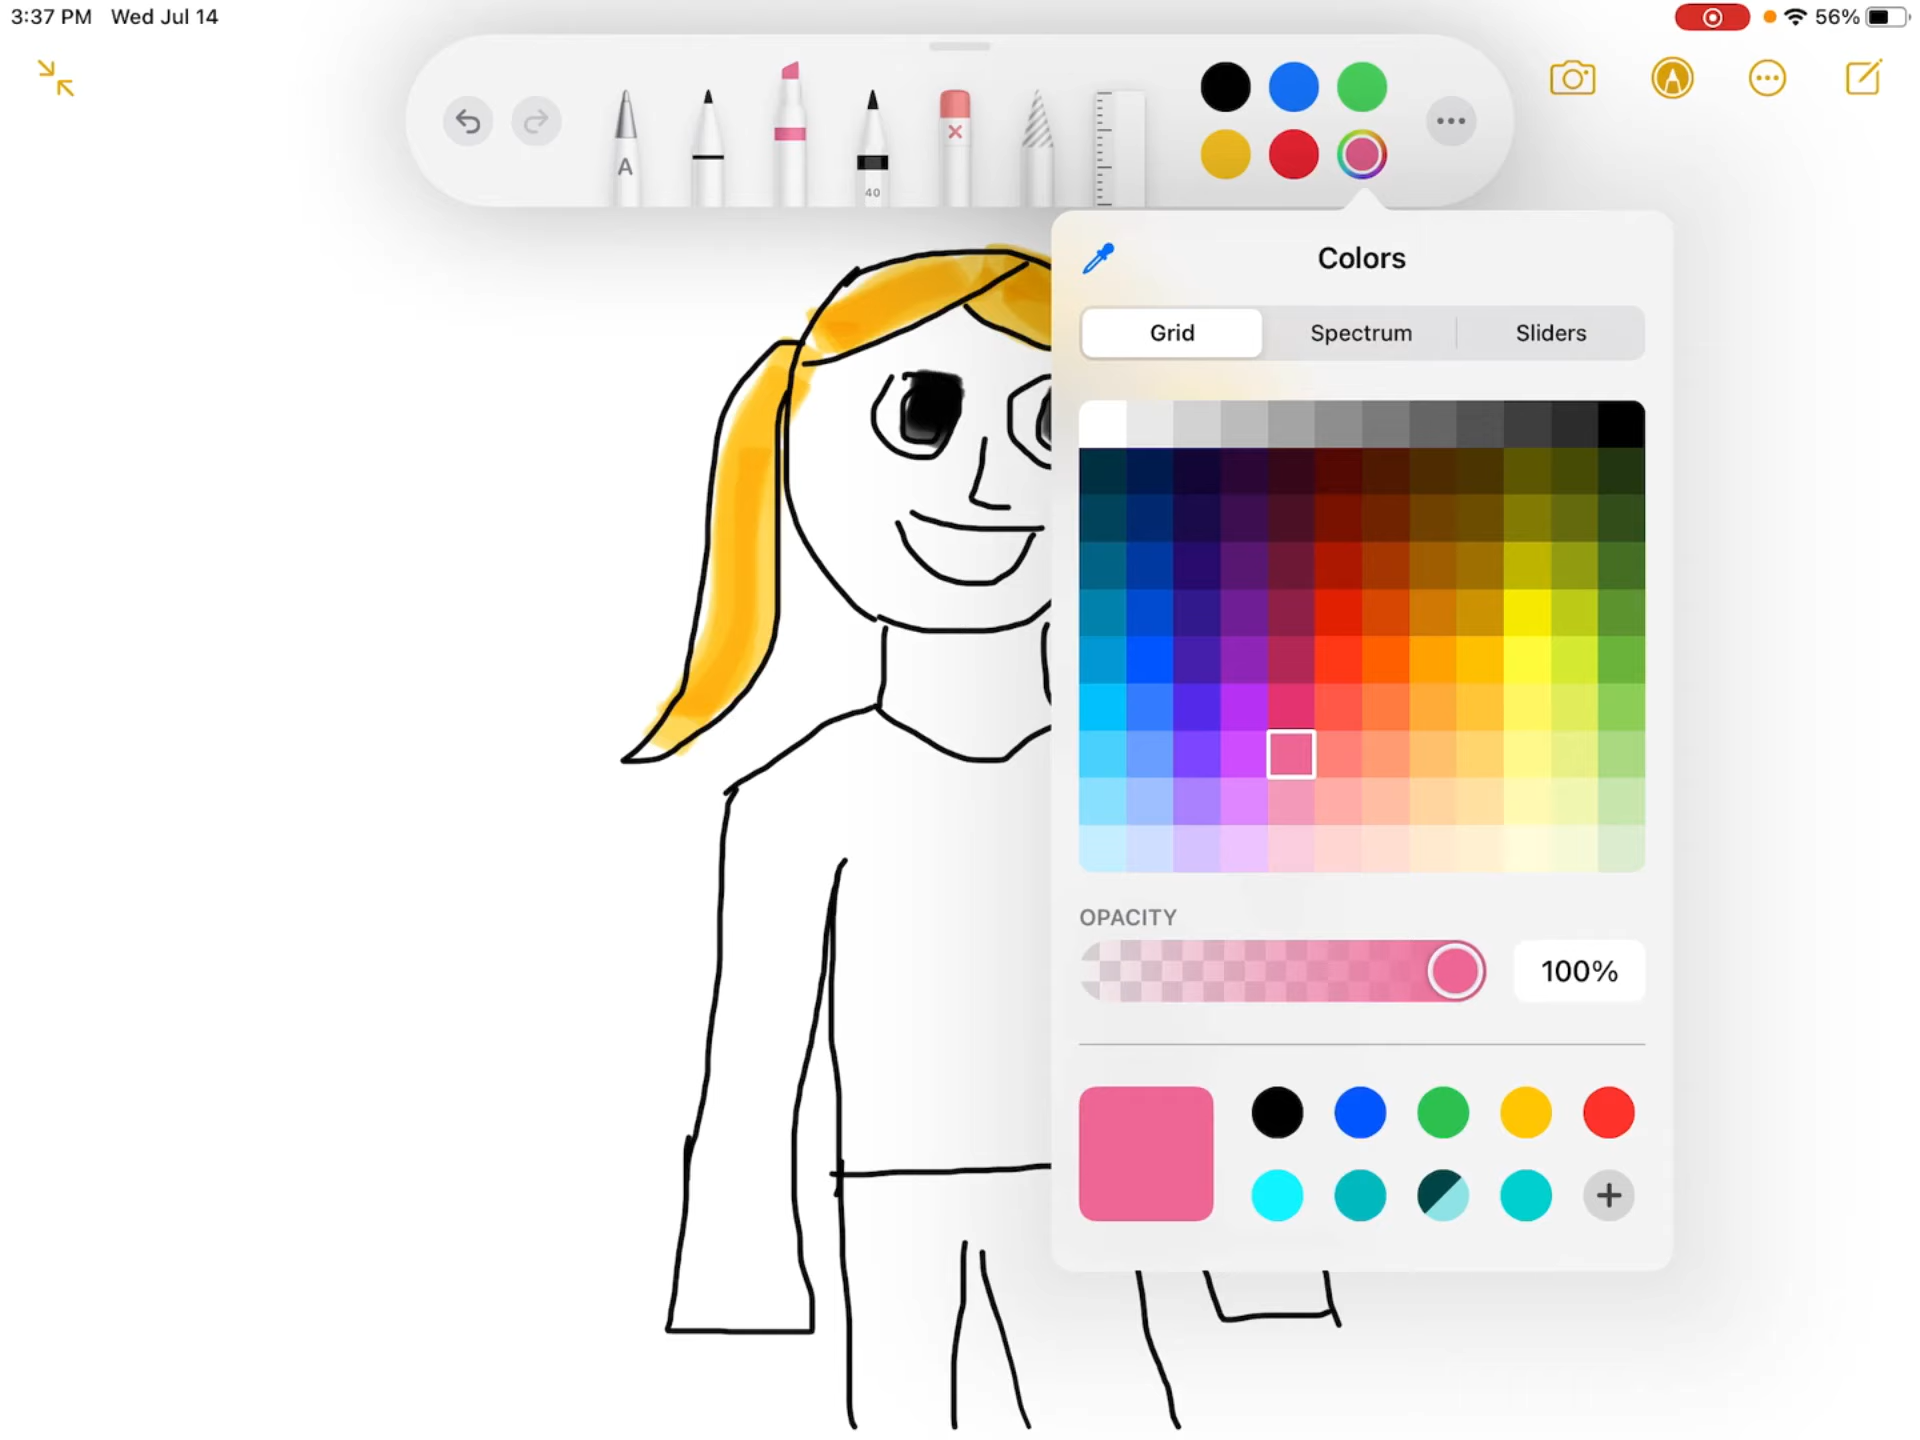 3:37 PM Wed Jul 14
56%
A
40
Colors
Grid Spectrum Sliders
OPACITY
100%